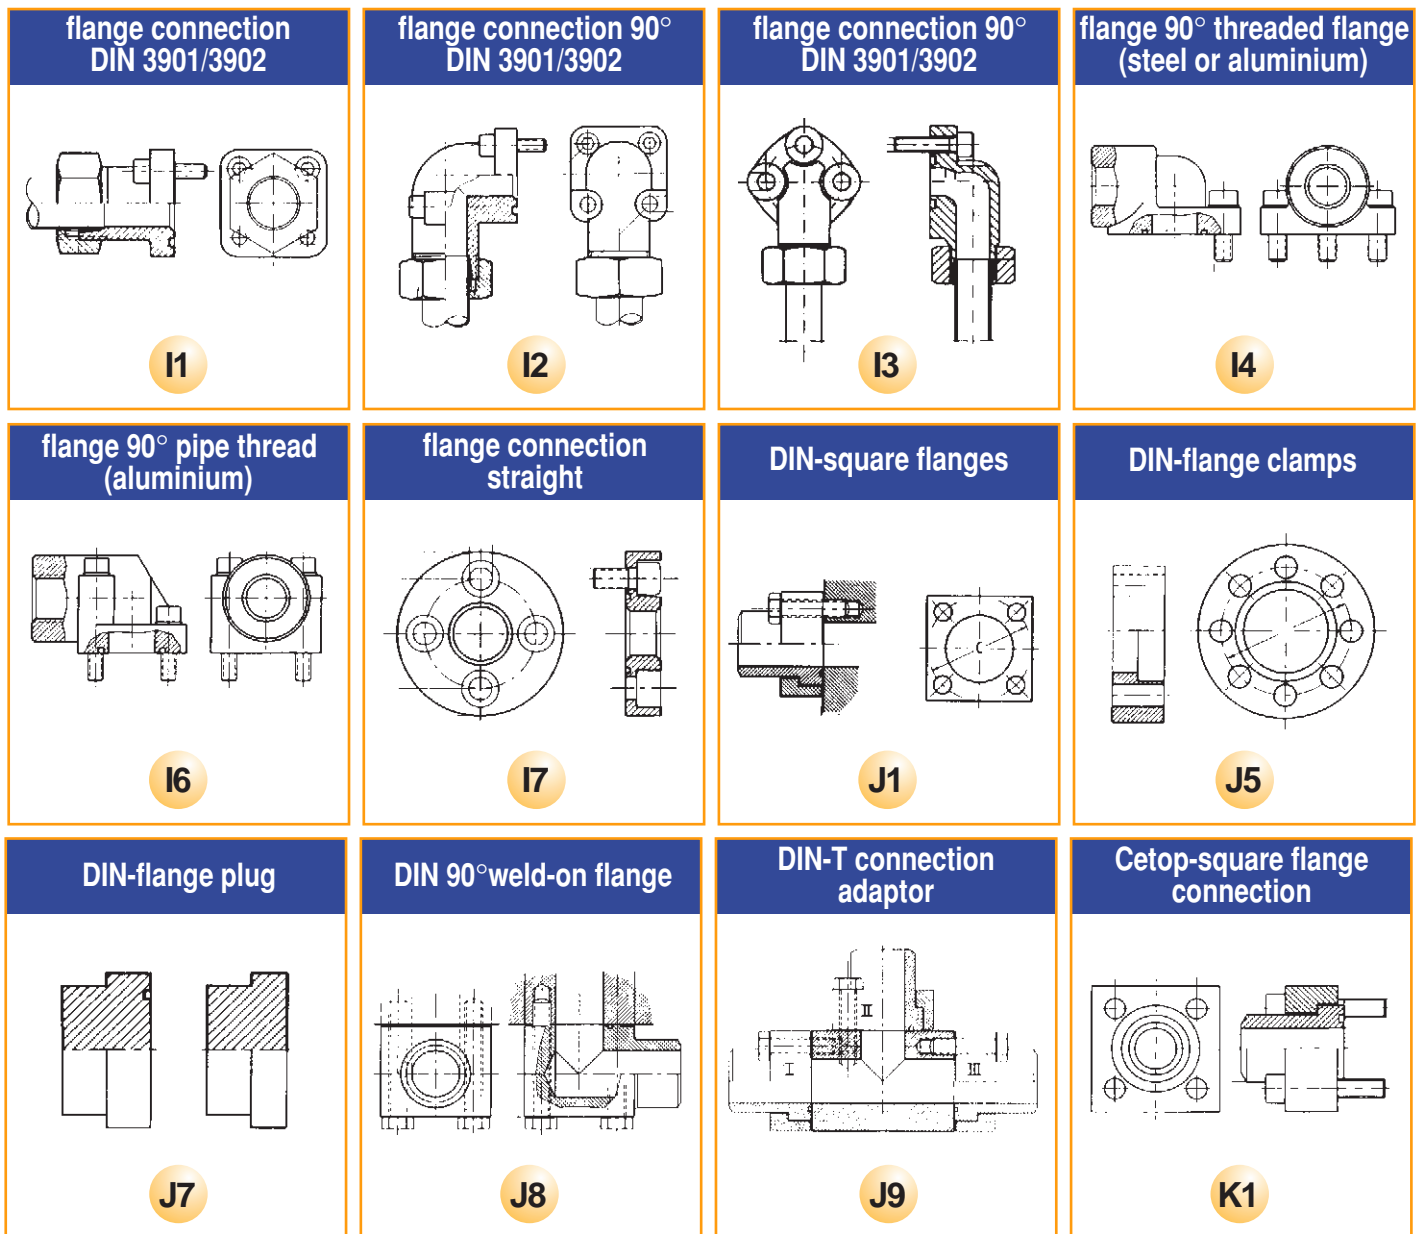 flange connection
DIN 3901/3902
I1
flange connection 90°
DIN 3901/3902
I2
flange connection 90°
DIN 3901/3902
I3
flange 90° threaded flange
(steel or aluminium)
I4
flange 90° pipe thread
(aluminium)
I6
flange connection
straight
I7
DIN-square flanges
J1
DIN-flange clamps
J5
DIN-flange plug
J7
DIN 90°weld-on flange
J8
DIN-T connection
adaptor
II
I
III
J9
Cetop-square flange
connection
K1